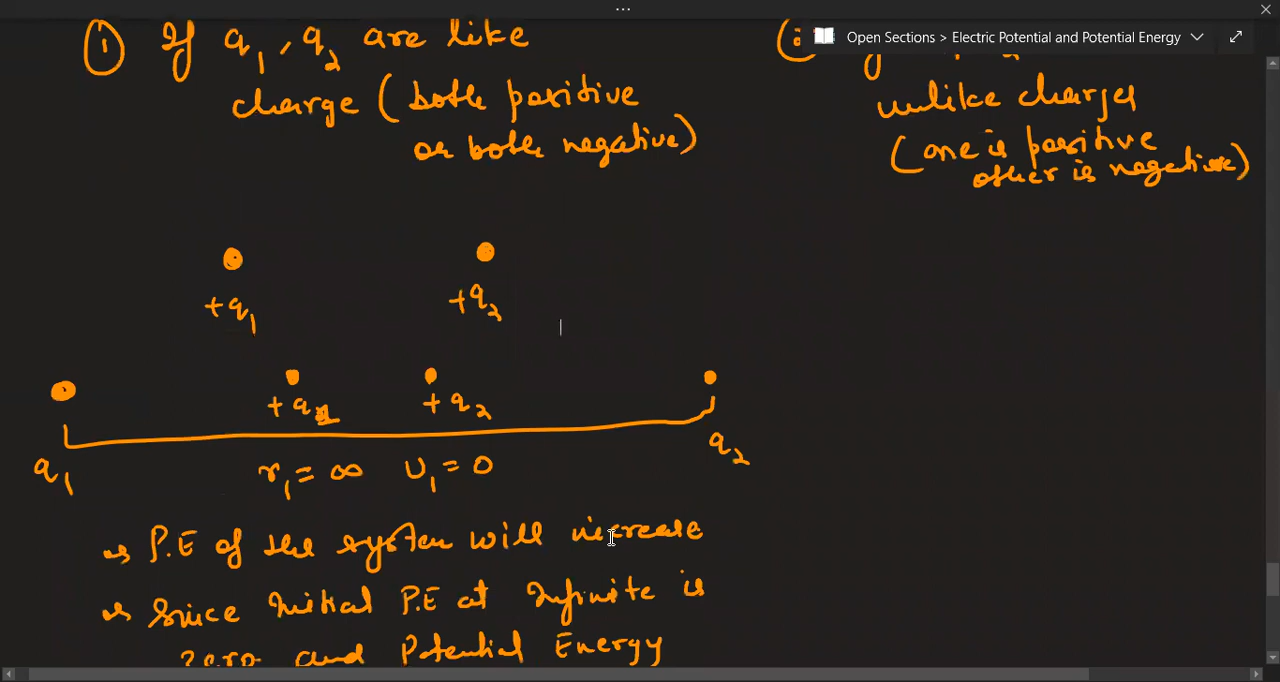 ...
Open Sections > Electric Potential and Potential Energy
① If q1, q2 are like
charge (both positive
or both negative)
unlike charges
(one is positive
other is negative)
+q1
+q2
+q1
+q2
q1
q2
r1 = ∞ U1 = 0
⇒ P.E of the system will increase
⇒ Since initial P.E at Infinite is
zero and Potential Energy